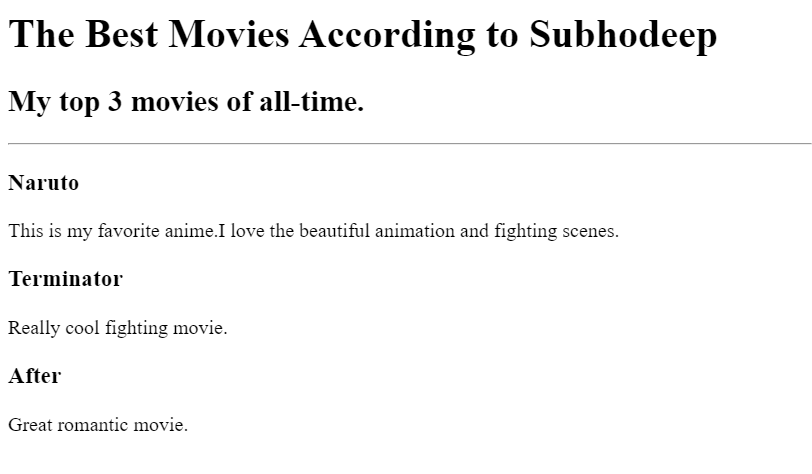 The Best Movies According to Subhodeep
My top 3 movies of all-time.
Naruto
This is my favorite anime.I love the beautiful animation and fighting scenes.
Terminator
Really cool fighting movie.
After
Great romantic movie.